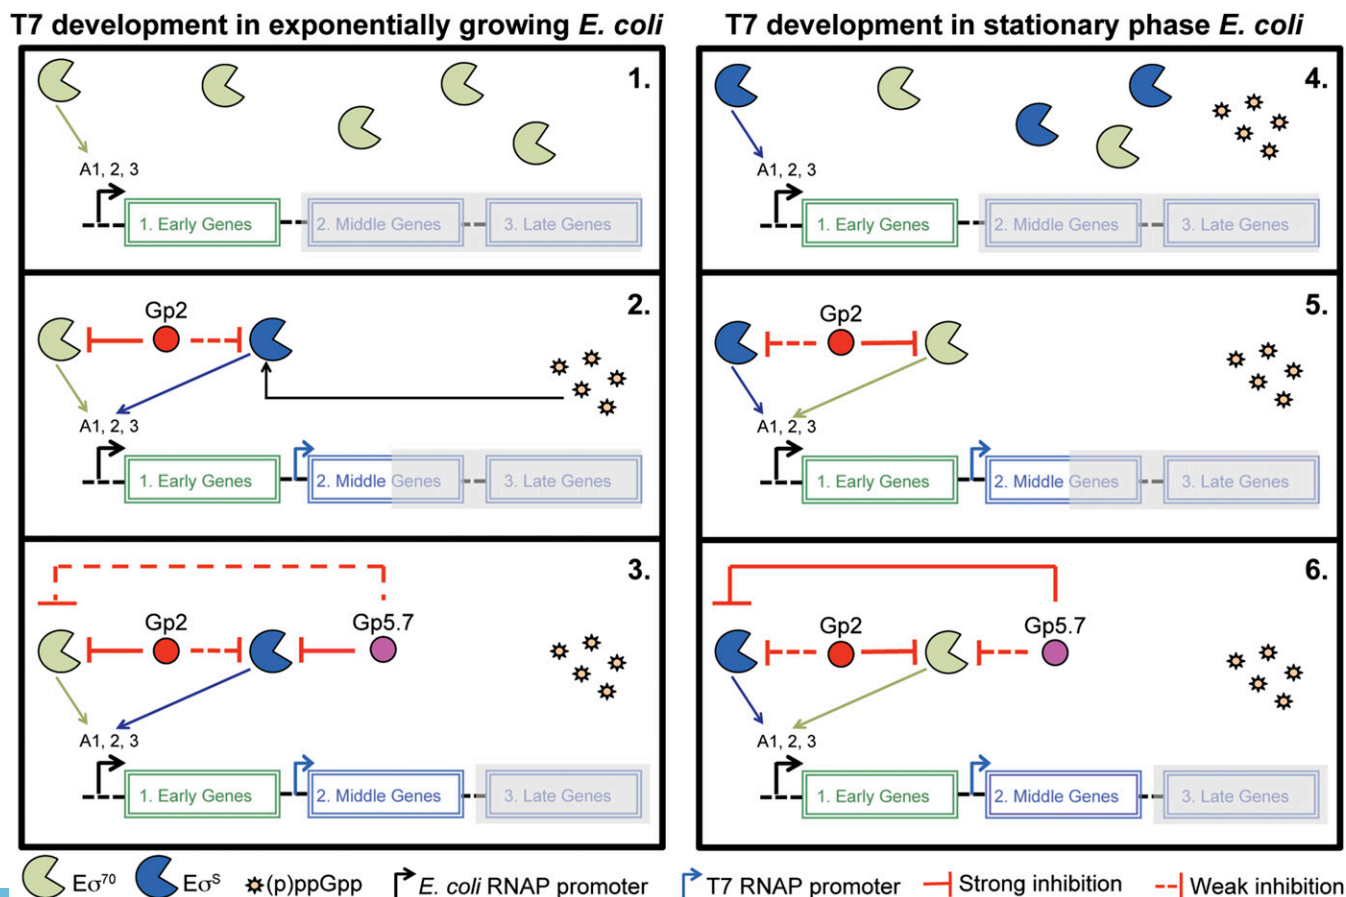 T7 development in exponentially growing E. coli
T7 development in stationary phase E. coli
1.
A1, 2, 3
1. Early Genes
2. Middle Genes
3. Late Genes
2.
Gp2
A1, 2, 3
1. Early Genes
2. Middle Genes
3. Late Genes
3.
Gp2
Gp5.7
A1, 2, 3
1. Early Genes
2. Middle Genes
3. Late Genes
4.
A1, 2, 3
1. Early Genes
2. Middle Genes
3. Late Genes
5.
Gp2
A1, 2, 3
1. Early Genes
2. Middle Genes
3. Late Genes
6.
Gp2
Gp5.7
A1, 2, 3
1. Early Genes
2. Middle Genes
3. Late Genes
Eσ⁷⁰
Eσˢ
(p)ppGpp
E. coli RNAP promoter
T7 RNAP promoter
Strong inhibition
Weak inhibition